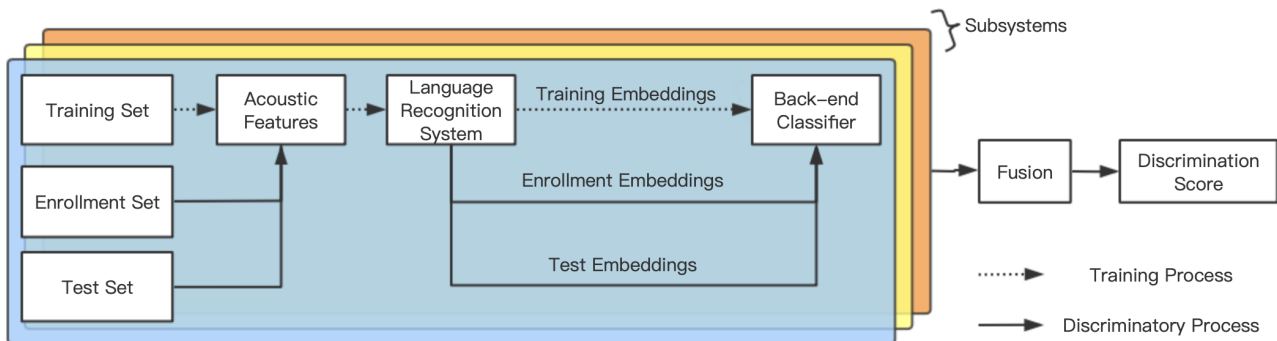 Subsystems
Training Set
Acoustic
Features
Language
Recognition
System
Training Embeddings
Back-end
Classifier
Enrollment Set
Enrollment Embeddings
Test Set
Test Embeddings
Fusion
Discrimination
Score
Training Process
Discriminatory Process